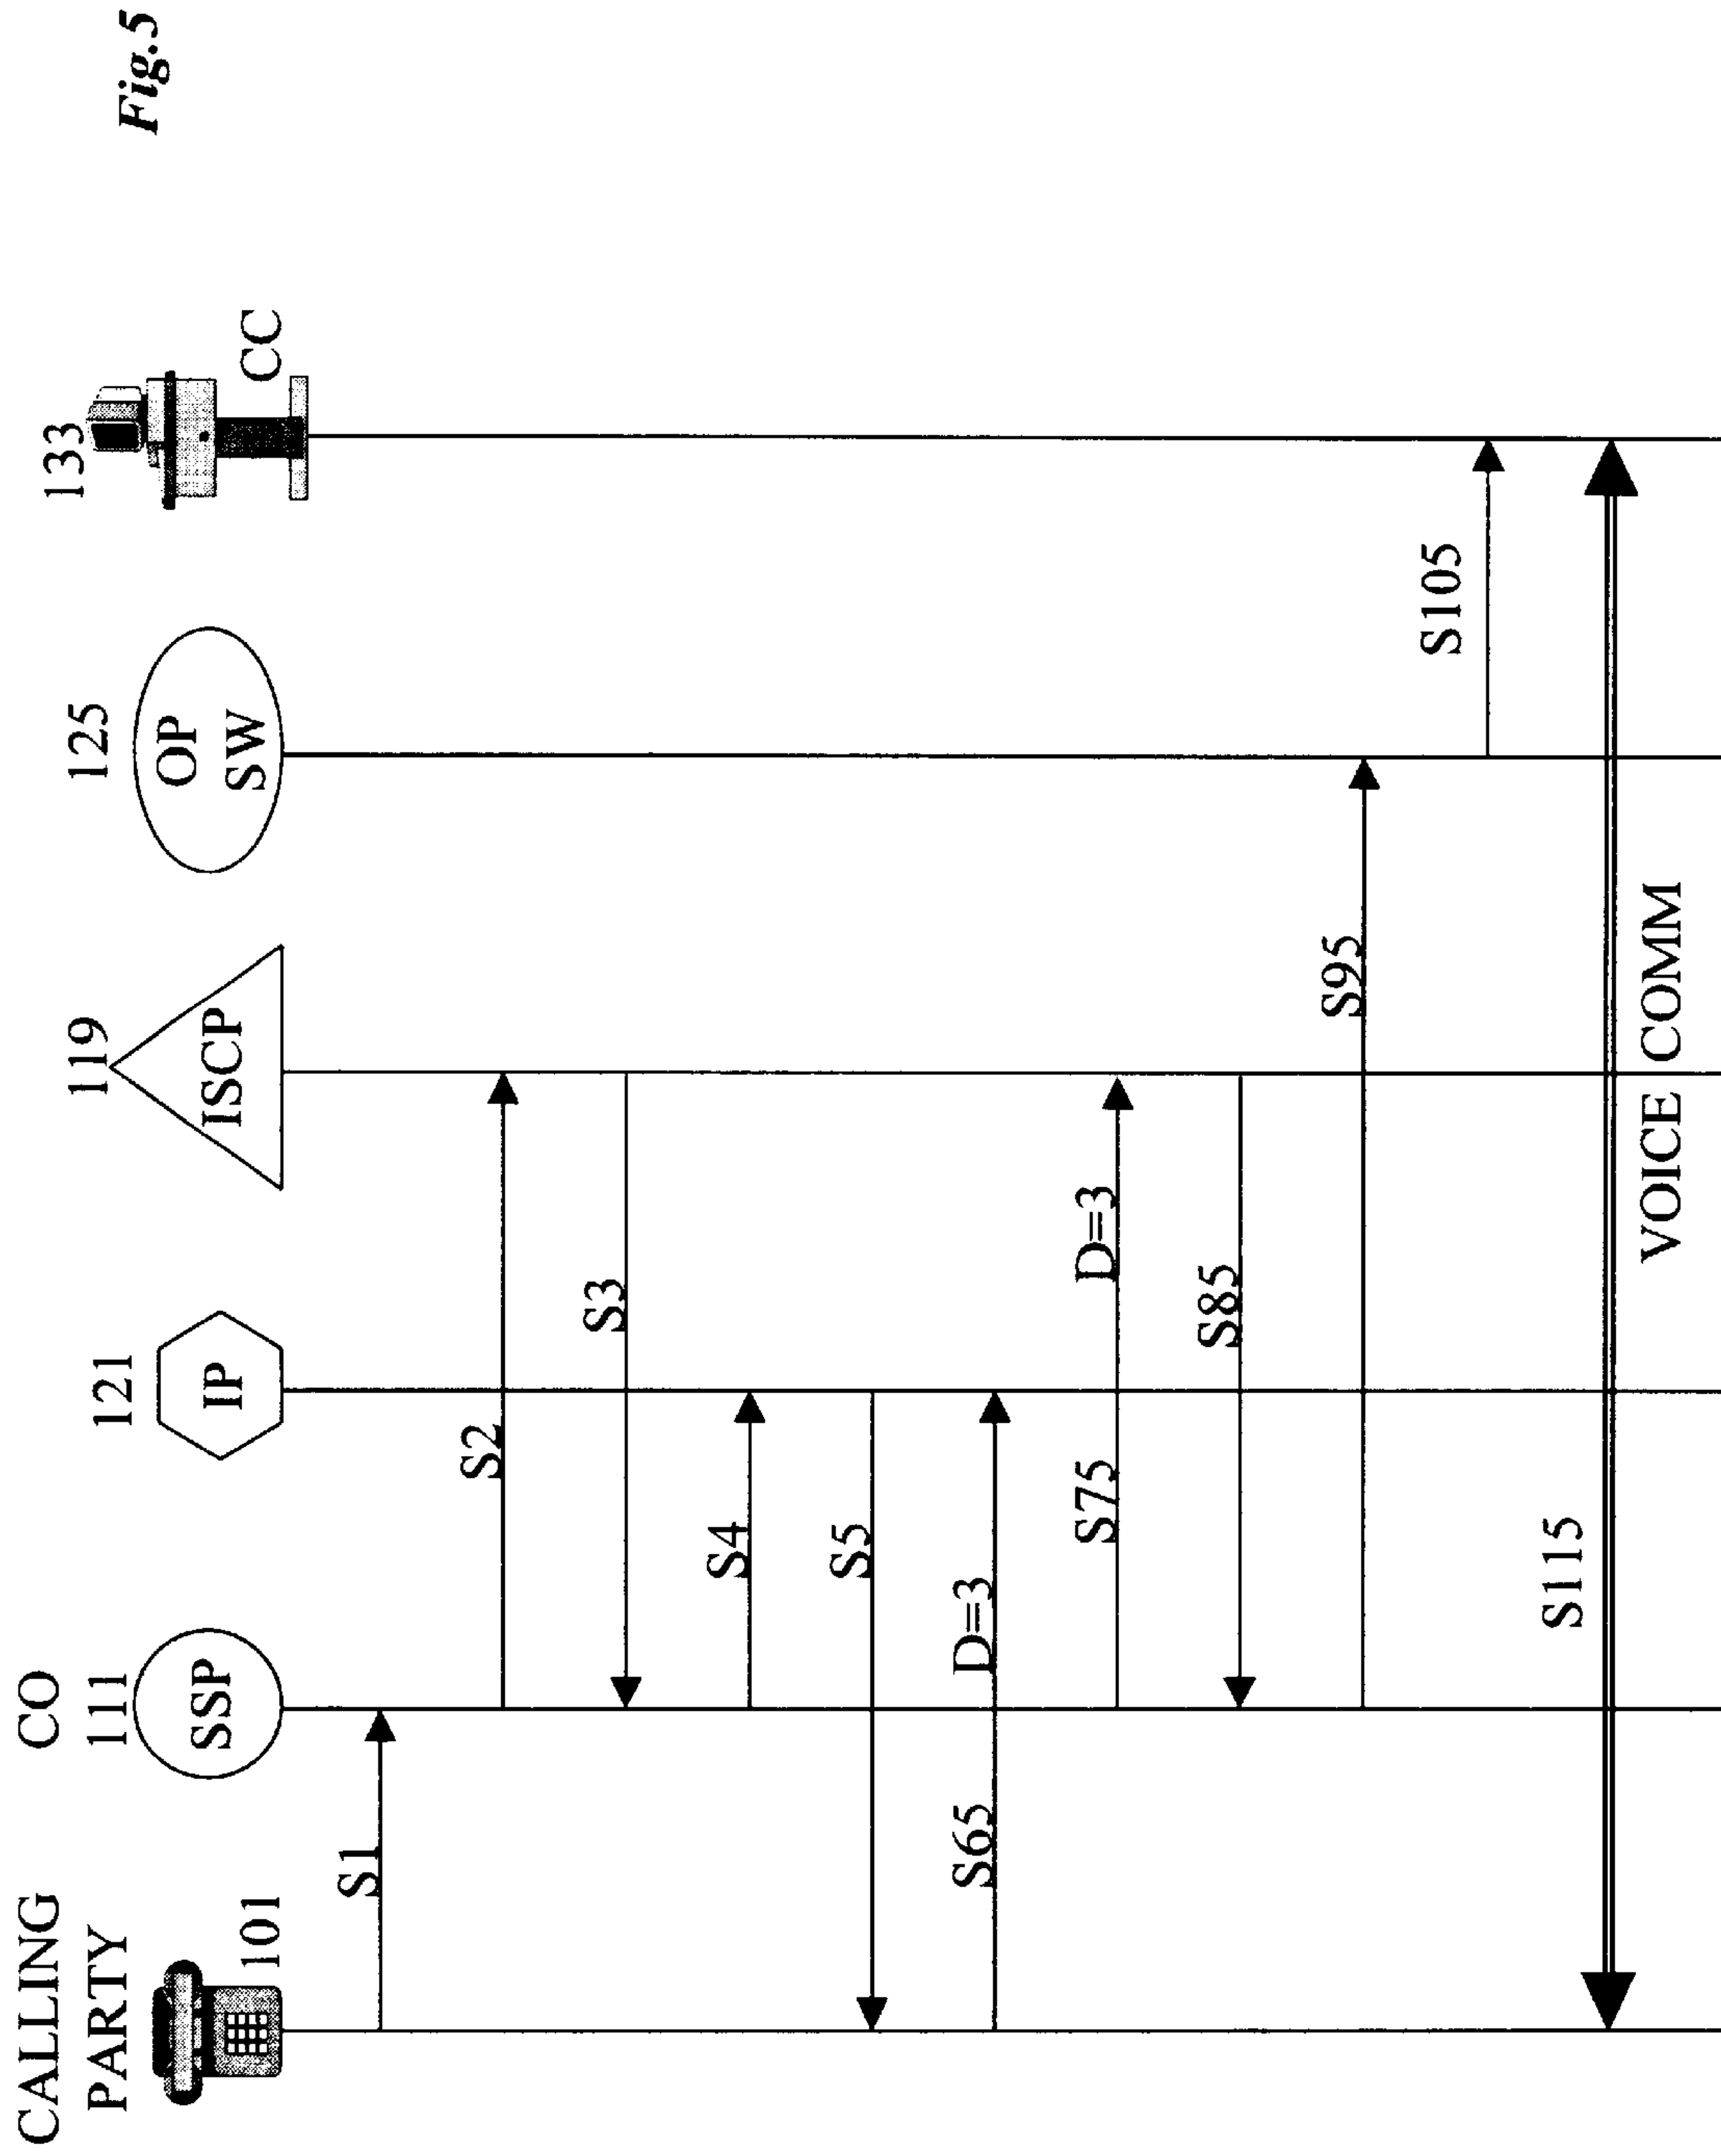 Fig.5
CALLING
PARTY
101
CO
111
SSP
121
IP
119
ISCP
125
OP
SW
133
CC
S1
S2
S3
S4
S5
S65
D=3
S75
D=3
S85
S95
S105
S115
VOICE COMM